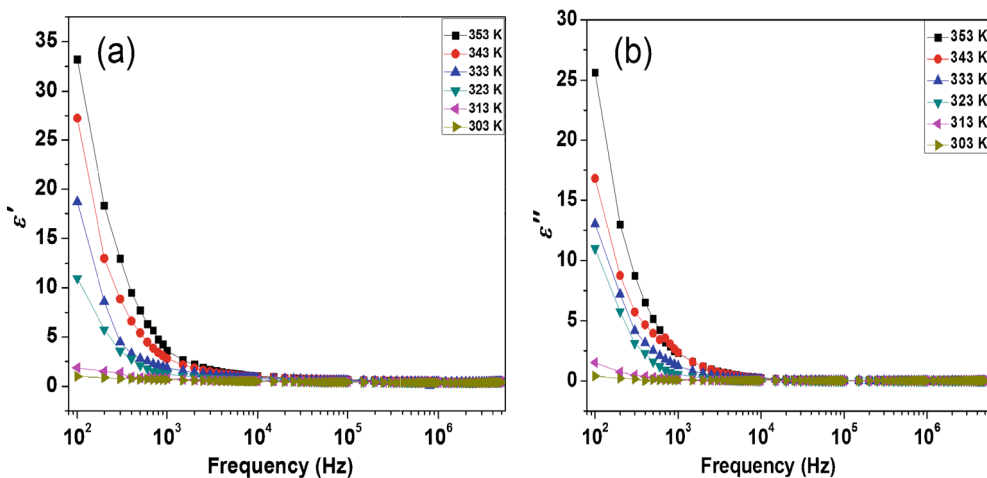 (a)
35
30
25
20
15
10
5
0
ε′
353 K
343 K
333 K
323 K
313 K
303 K
10² 10³ 10⁴ 10⁵ 10⁶
Frequency (Hz)
(b)
30
25
20
15
10
5
0
ε″
353 K
343 K
333 K
323 K
313 K
303 K
10² 10³ 10⁴ 10⁵ 10⁶
Frequency (Hz)